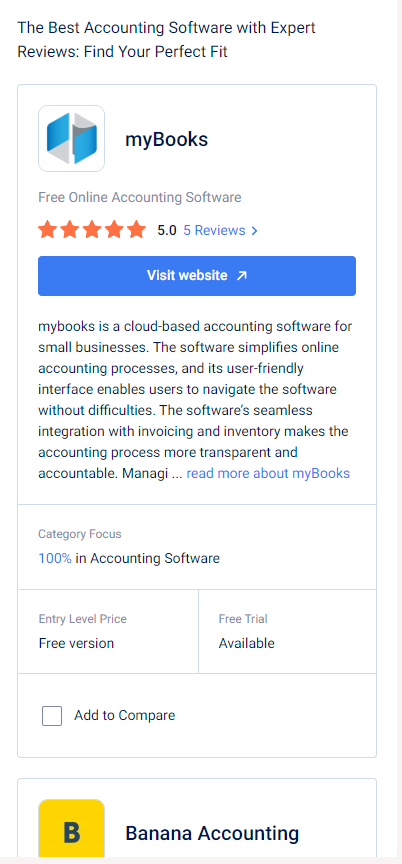 The Best Accounting Software with Expert
Reviews: Find Your Perfect Fit
myBooks
Free Online Accounting Software
5.0 5 Reviews >
Visit website ↗
mybooks is a cloud-based accounting software for
small businesses. The software simplifies online
accounting processes, and its user-friendly
interface enables users to navigate the software
without difficulties. The software's seamless
integration with invoicing and inventory makes the
accounting process more transparent and
accountable. Managi ... read more about myBooks
Category Focus
100% in Accounting Software
Entry Level Price
Free version
Free Trial
Available
Add to Compare
B
Banana Accounting